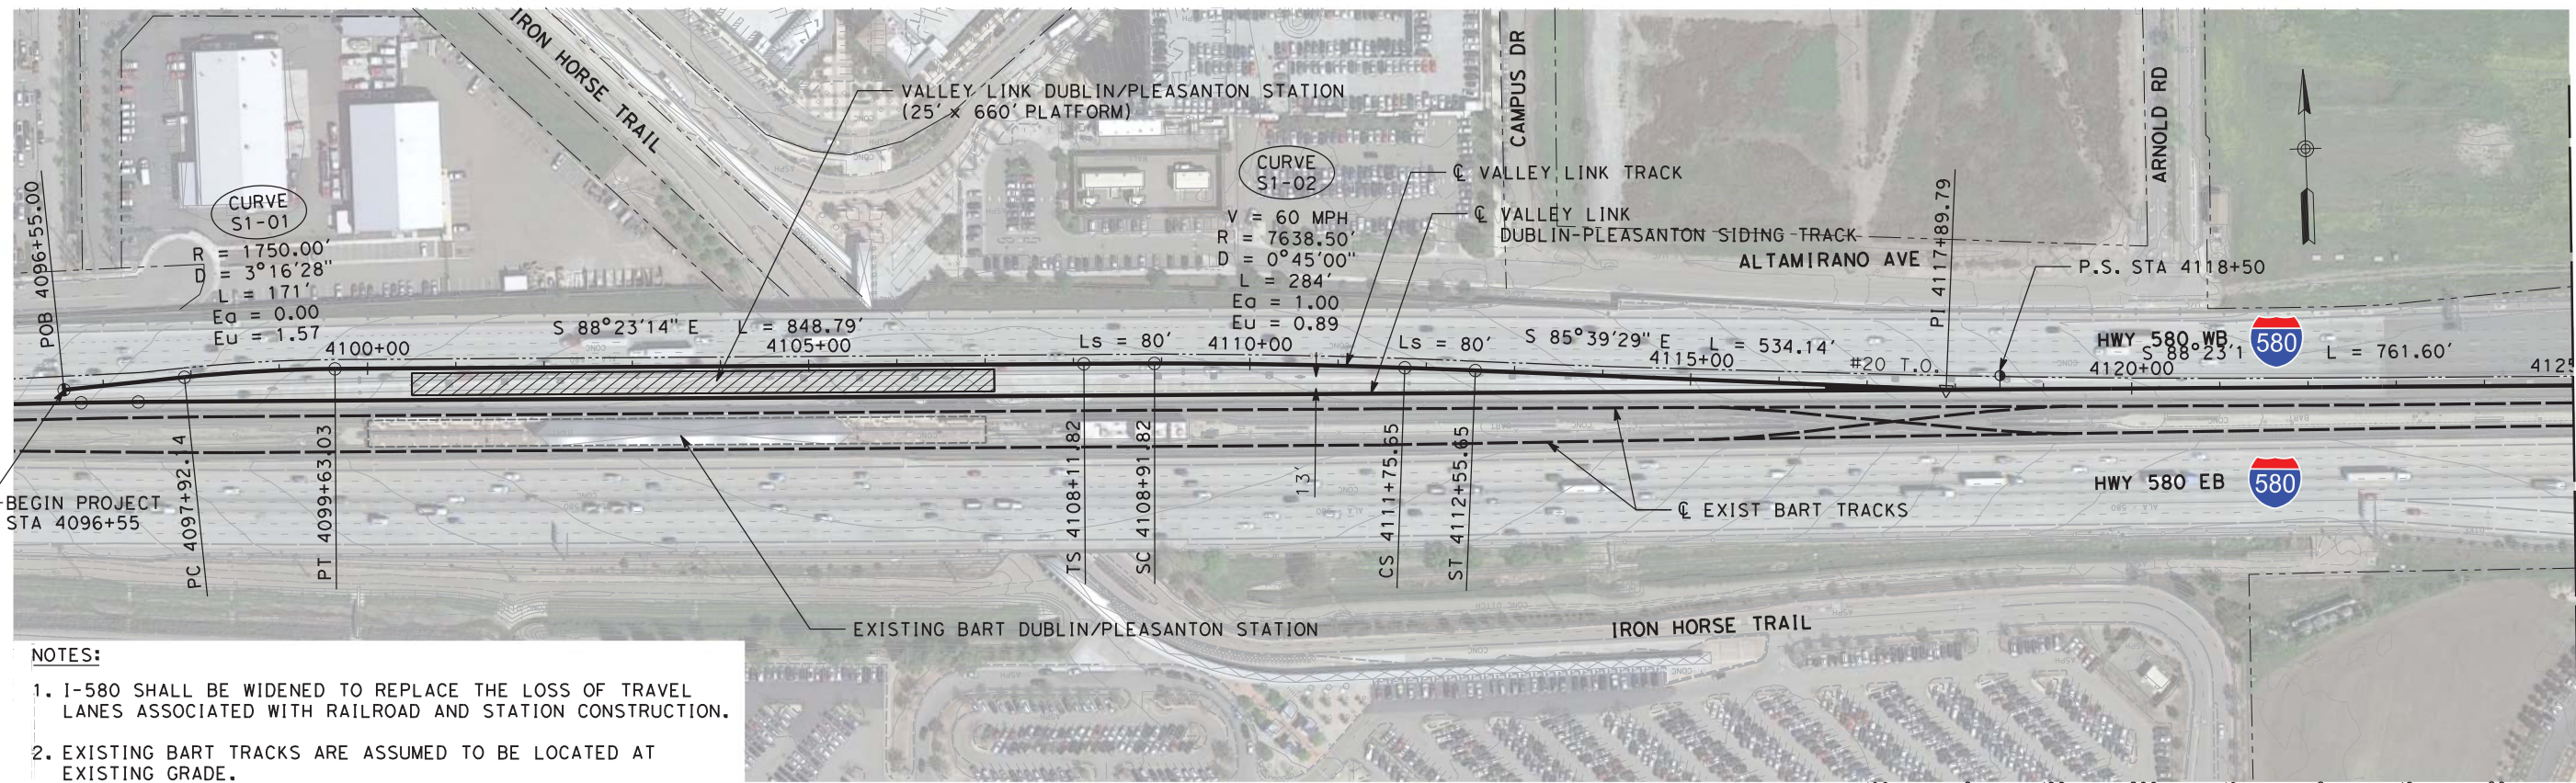 IRON HORSE TRAIL
VALLEY LINK DUBLIN/PLEASANTON STATION
(25' x 660' PLATFORM)
CAMPUS DR
ARNOLD RD
CURVE
S1-01
R = 1750.00'
D = 3°16'28"
L = 171'
Ea = 0.00
Eu = 1.57
CURVE
S1-02
V = 60 MPH
R = 7638.50'
D = 0°45'00"
L = 284'
Ea = 1.00
Eu = 0.89
℄ VALLEY LINK TRACK
℄ VALLEY LINK
DUBLIN-PLEASANTON SIDING TRACK
ALTAMIRANO AVE
PI 4117+89.79
P.S. STA 4118+50
POB 4096+55.00
S 88°23'14" E L = 848.79'
4100+00
4105+00
Ls = 80'
4110+00
Ls = 80'
S 85°39'29" E L = 534.14'
4115+00
#20 T.O.
HWY 580 WB
580
S 88°23'1
L = 761.60'
4120+00
4125
BEGIN PROJECT
STA 4096+55
PC 4097+92.14
PT 4099+63.03
TS 4108+11.82
SC 4108+91.82
13'
CS 4111+75.65
ST 4112+55.65
℄ EXIST BART TRACKS
HWY 580 EB
580
EXISTING BART DUBLIN/PLEASANTON STATION
IRON HORSE TRAIL
NOTES:
1. I-580 SHALL BE WIDENED TO REPLACE THE LOSS OF TRAVEL
LANES ASSOCIATED WITH RAILROAD AND STATION CONSTRUCTION.
2. EXISTING BART TRACKS ARE ASSUMED TO BE LOCATED AT
EXISTING GRADE.